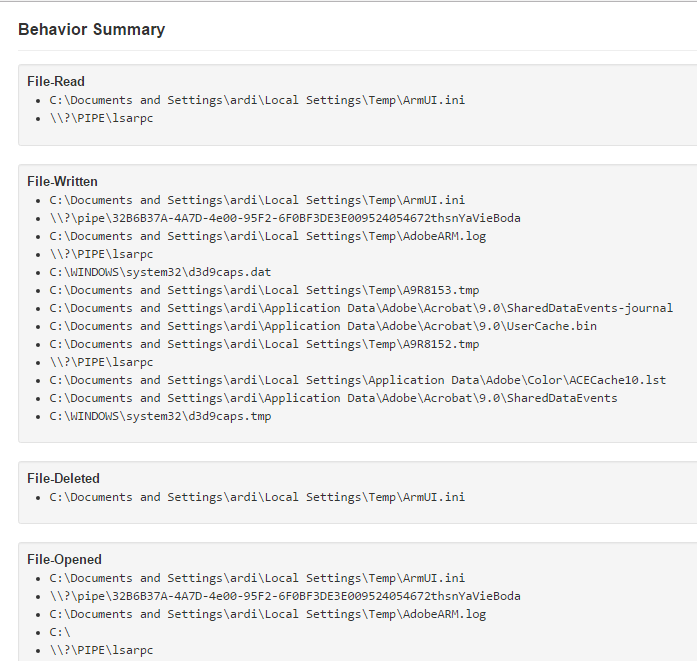 Behavior Summary
File-Read
C:\Documents and Settings\ardi\Local Settings\Temp\ArmUI.ini
\\?\PIPE\lsarpc
File-Written
C:\Documents and Settings\ardi\Local Settings\Temp\ArmUI.ini
\\?\pipe\32B6B37A-4A7D-4e00-95F2-6F0BF3DE3E009524054672thsnYaVieBoda
C:\Documents and Settings\ardi\Local Settings\Temp\AdobeARM.log
\\?\PIPE\lsarpc
C:\WINDOWS\system32\d3d9caps.dat
C:\Documents and Settings\ardi\Local Settings\Temp\A9R8153.tmp
C:\Documents and Settings\ardi\Application Data\Adobe\Acrobat\9.0\SharedDataEvents-journal
C:\Documents and Settings\ardi\Application Data\Adobe\Acrobat\9.0\UserCache.bin
C:\Documents and Settings\ardi\Local Settings\Temp\A9R8152.tmp
\\?\PIPE\lsarpc
C:\Documents and Settings\ardi\Local Settings\Application Data\Adobe\Color\ACECache10.lst
C:\Documents and Settings\ardi\Application Data\Adobe\Acrobat\9.0\SharedDataEvents
C:\WINDOWS\system32\d3d9caps.tmp
File-Deleted
C:\Documents and Settings\ardi\Local Settings\Temp\ArmUI.ini
File-Opened
C:\Documents and Settings\ardi\Local Settings\Temp\ArmUI.ini
\\?\pipe\32B6B37A-4A7D-4e00-95F2-6F0BF3DE3E009524054672thsnYaVieBoda
C:\Documents and Settings\ardi\Local Settings\Temp\AdobeARM.log
C:\
\\?\PIPE\lsarpc